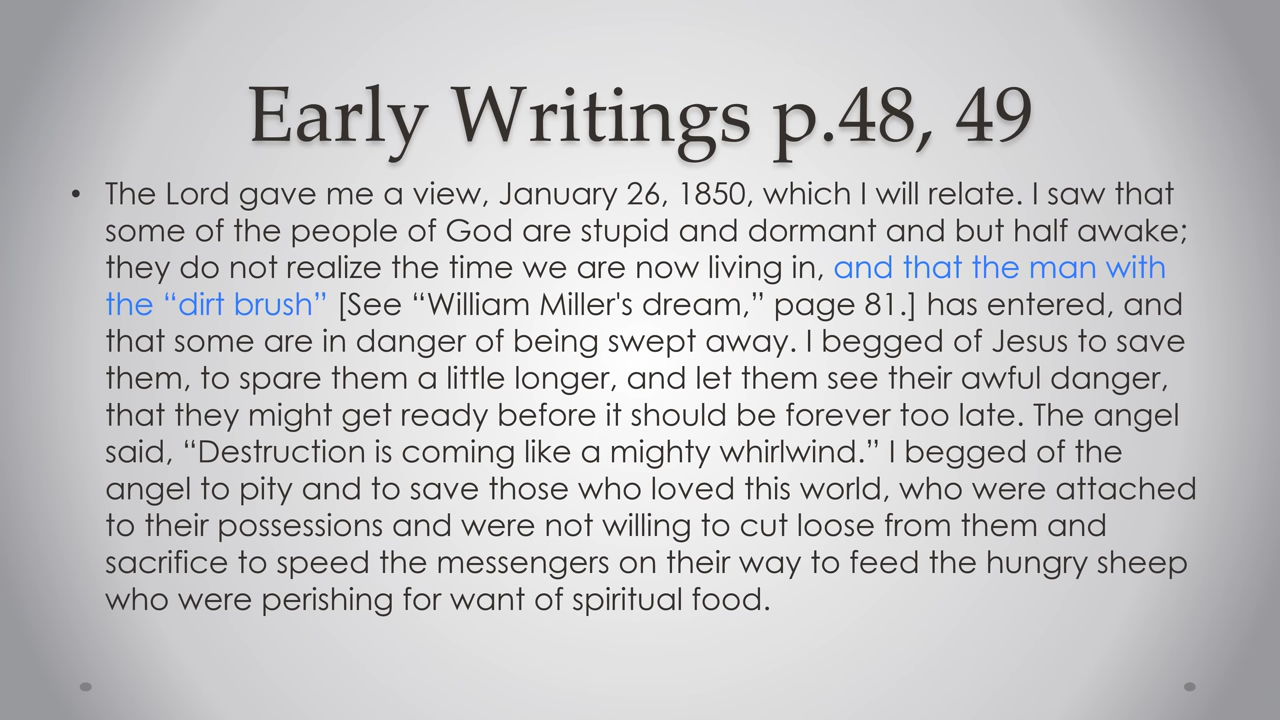 Early Writings p.48, 49
• The Lord gave me a view, January 26, 1850, which I will relate. I saw that
some of the people of God are stupid and dormant and but half awake;
they do not realize the time we are now living in, and that the man with
the “dirt brush” [See “William Miller's dream,” page 81.] has entered, and
that some are in danger of being swept away. I begged of Jesus to save
them, to spare them a little longer, and let them see their awful danger,
that they might get ready before it should be forever too late. The angel
said, “Destruction is coming like a mighty whirlwind.” I begged of the
angel to pity and to save those who loved this world, who were attached
to their possessions and were not willing to cut loose from them and
sacrifice to speed the messengers on their way to feed the hungry sheep
who were perishing for want of spiritual food.